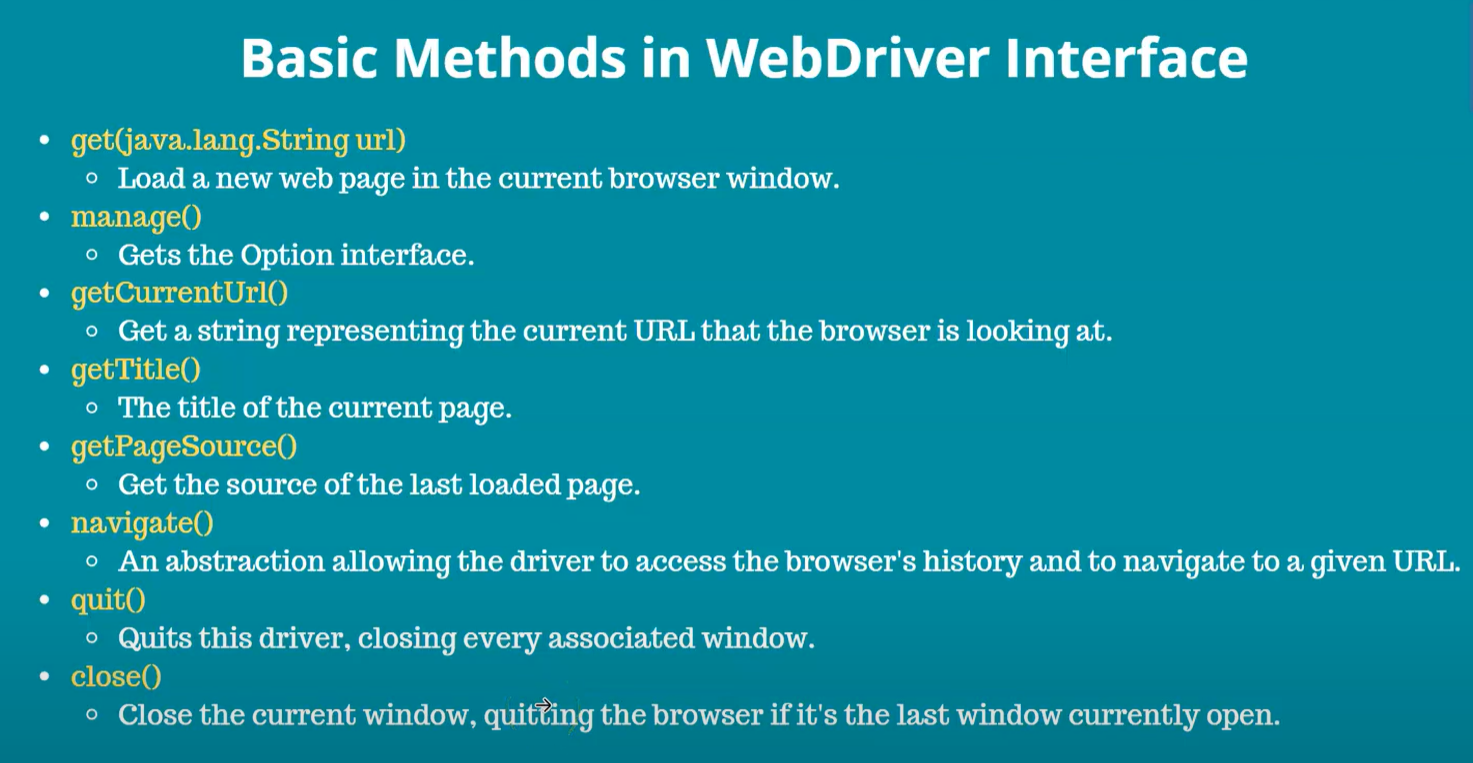 Basic Methods in WebDriver Interface
• get(java.lang.String url)
◦ Load a new web page in the current browser window.
• manage()
◦ Gets the Option interface.
• getCurrentUrl()
◦ Get a string representing the current URL that the browser is looking at.
• getTitle()
◦ The title of the current page.
• getPageSource()
◦ Get the source of the last loaded page.
• navigate()
◦ An abstraction allowing the driver to access the browser's history and to navigate to a given URL.
• quit()
◦ Quits this driver, closing every associated window.
• close()
◦ Close the current window, quitting the browser if it's the last window currently open.